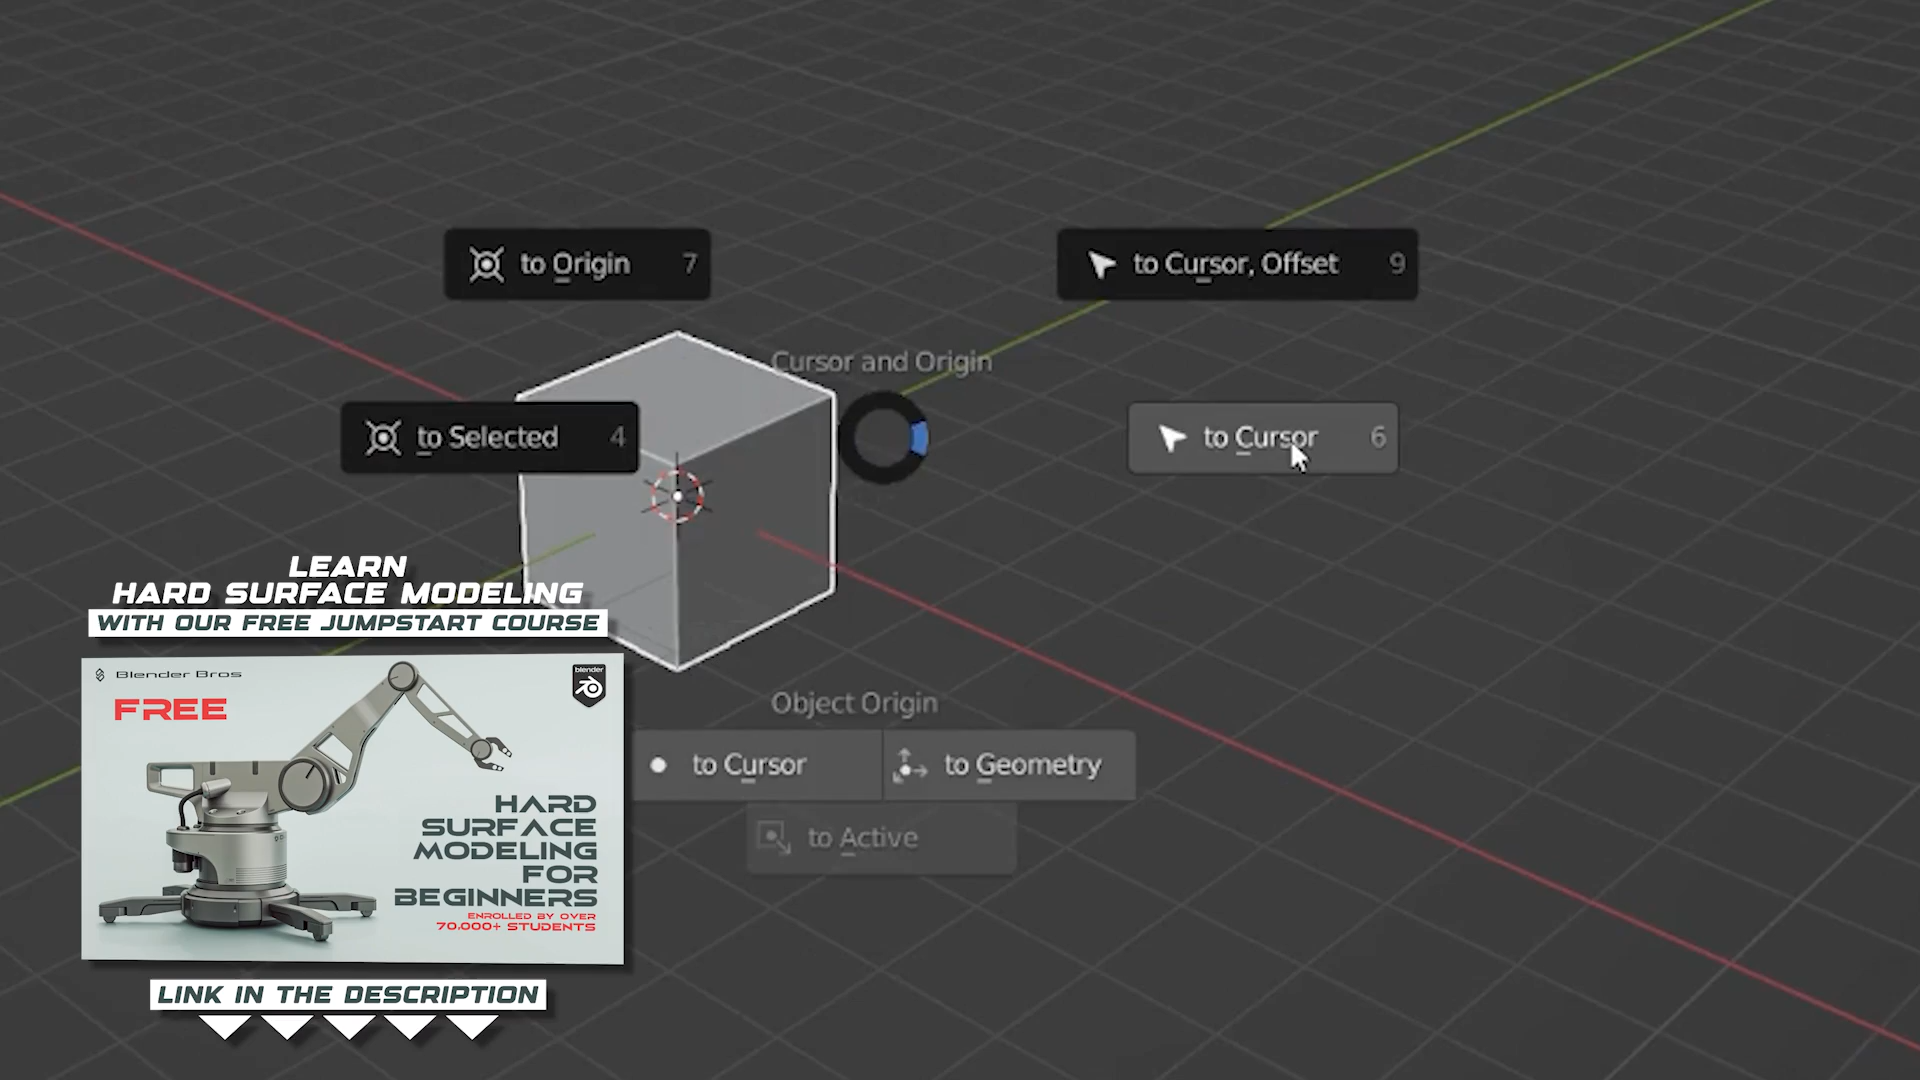 to Origin 7
to Cursor, Offset 9
Cursor and Origin
to Selected 4
to Cursor 6
Object Origin
to Cursor
to Geometry
to Active
LEARN
HARD SURFACE MODELING
WITH OUR FREE JUMPSTART COURSE
Blender Bros
blender
FREE
HARD
SURFACE
MODELING
FOR
BEGINNERS
ENROLLED BY OVER
70.000+ STUDENTS
LINK IN THE DESCRIPTION